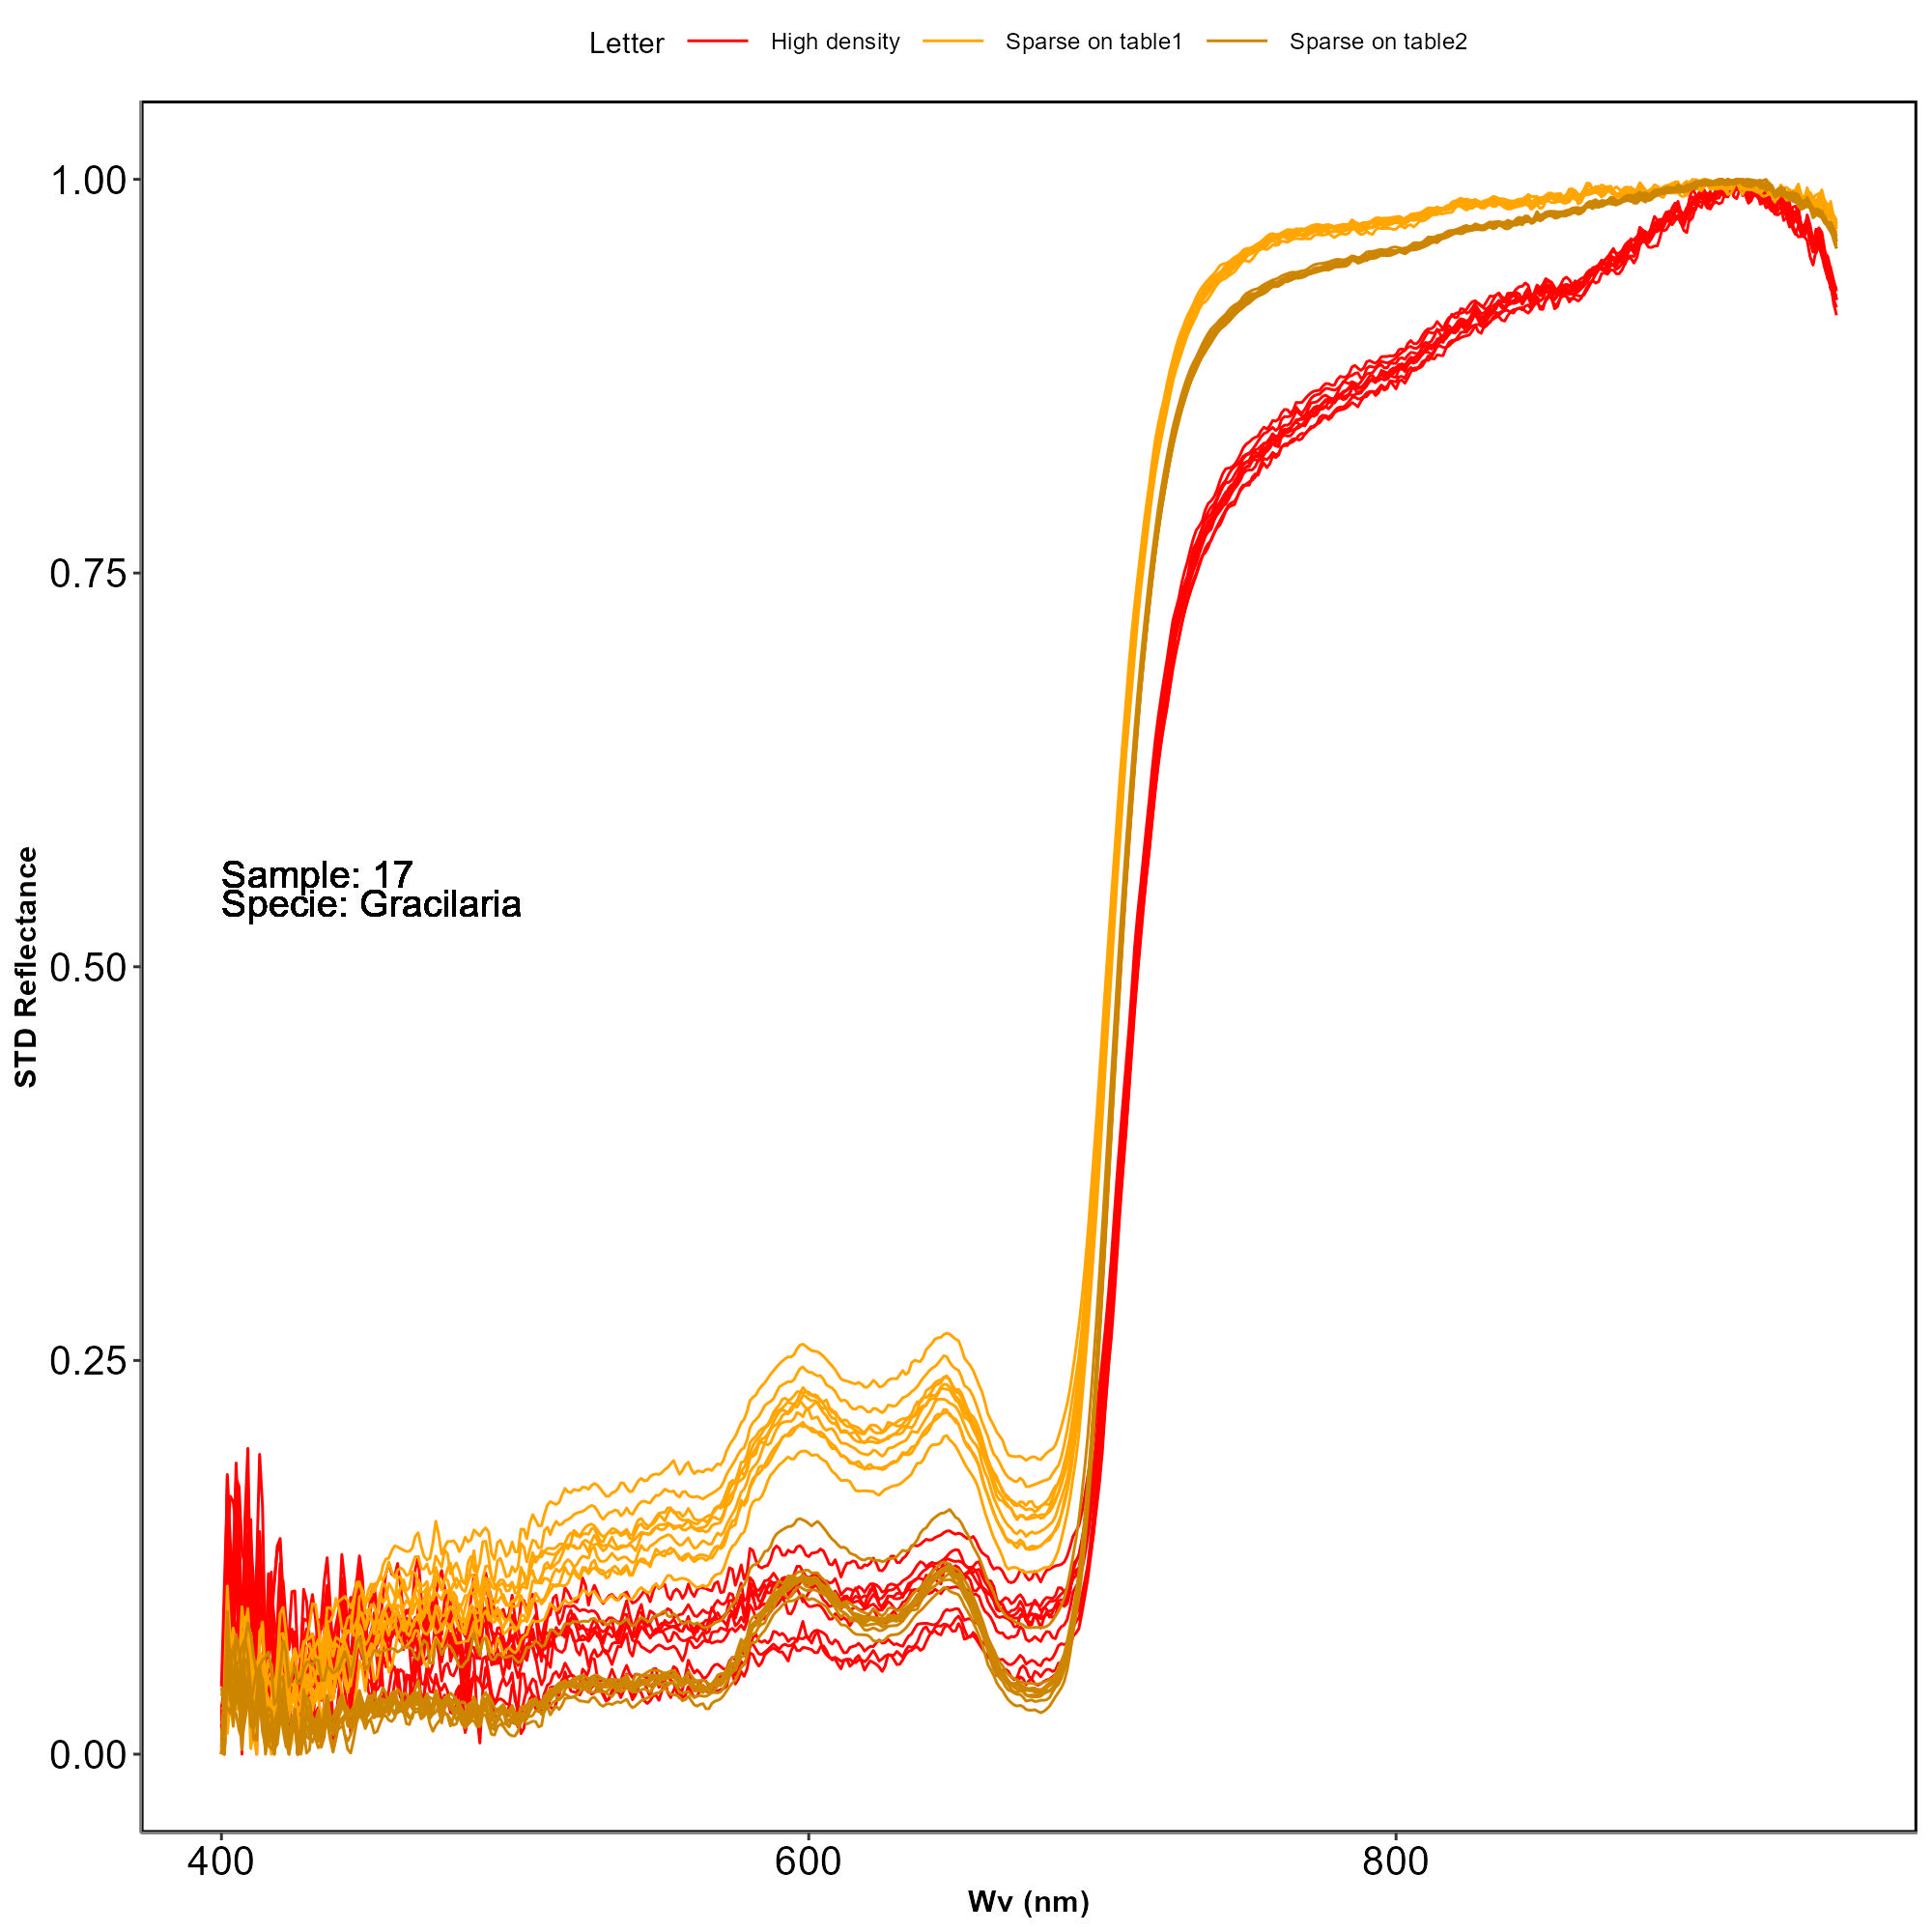 Letter High density Sparse on table1 Sparse on table2
1.00
0.75
0.50
0.25
0.00
STD Reflectance
Sample: 17
Specie: Gracilaria
400 600 800
Wv (nm)